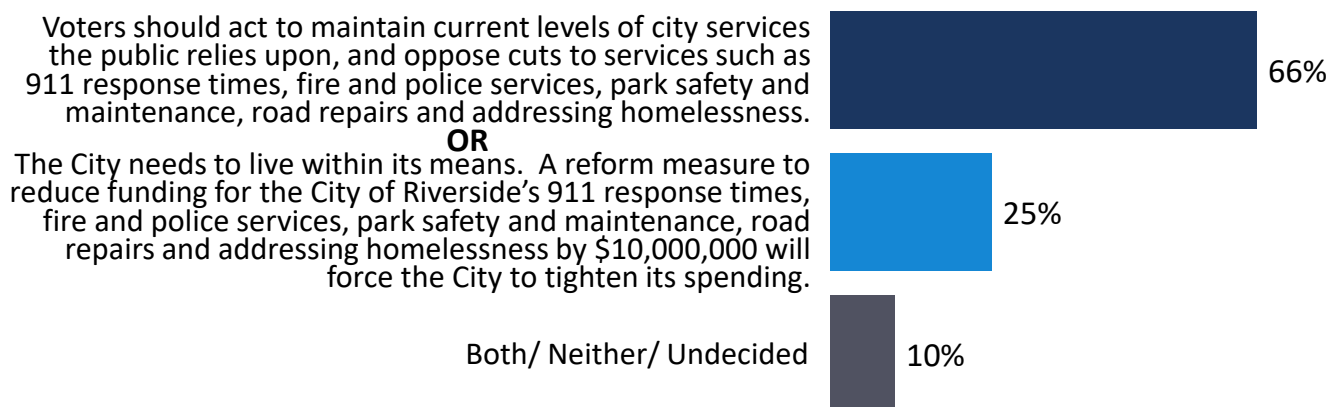 Voters should act to maintain current levels of city services
the public relies upon, and oppose cuts to services such as
911 response times, fire and police services, park safety and
maintenance, road repairs and addressing homelessness.
66%
OR
The City needs to live within its means.  A reform measure to
reduce funding for the City of Riverside’s 911 response times,
fire and police services, park safety and maintenance, road
repairs and addressing homelessness by $10,000,000 will
force the City to tighten its spending.
25%
Both/ Neither/ Undecided
10%